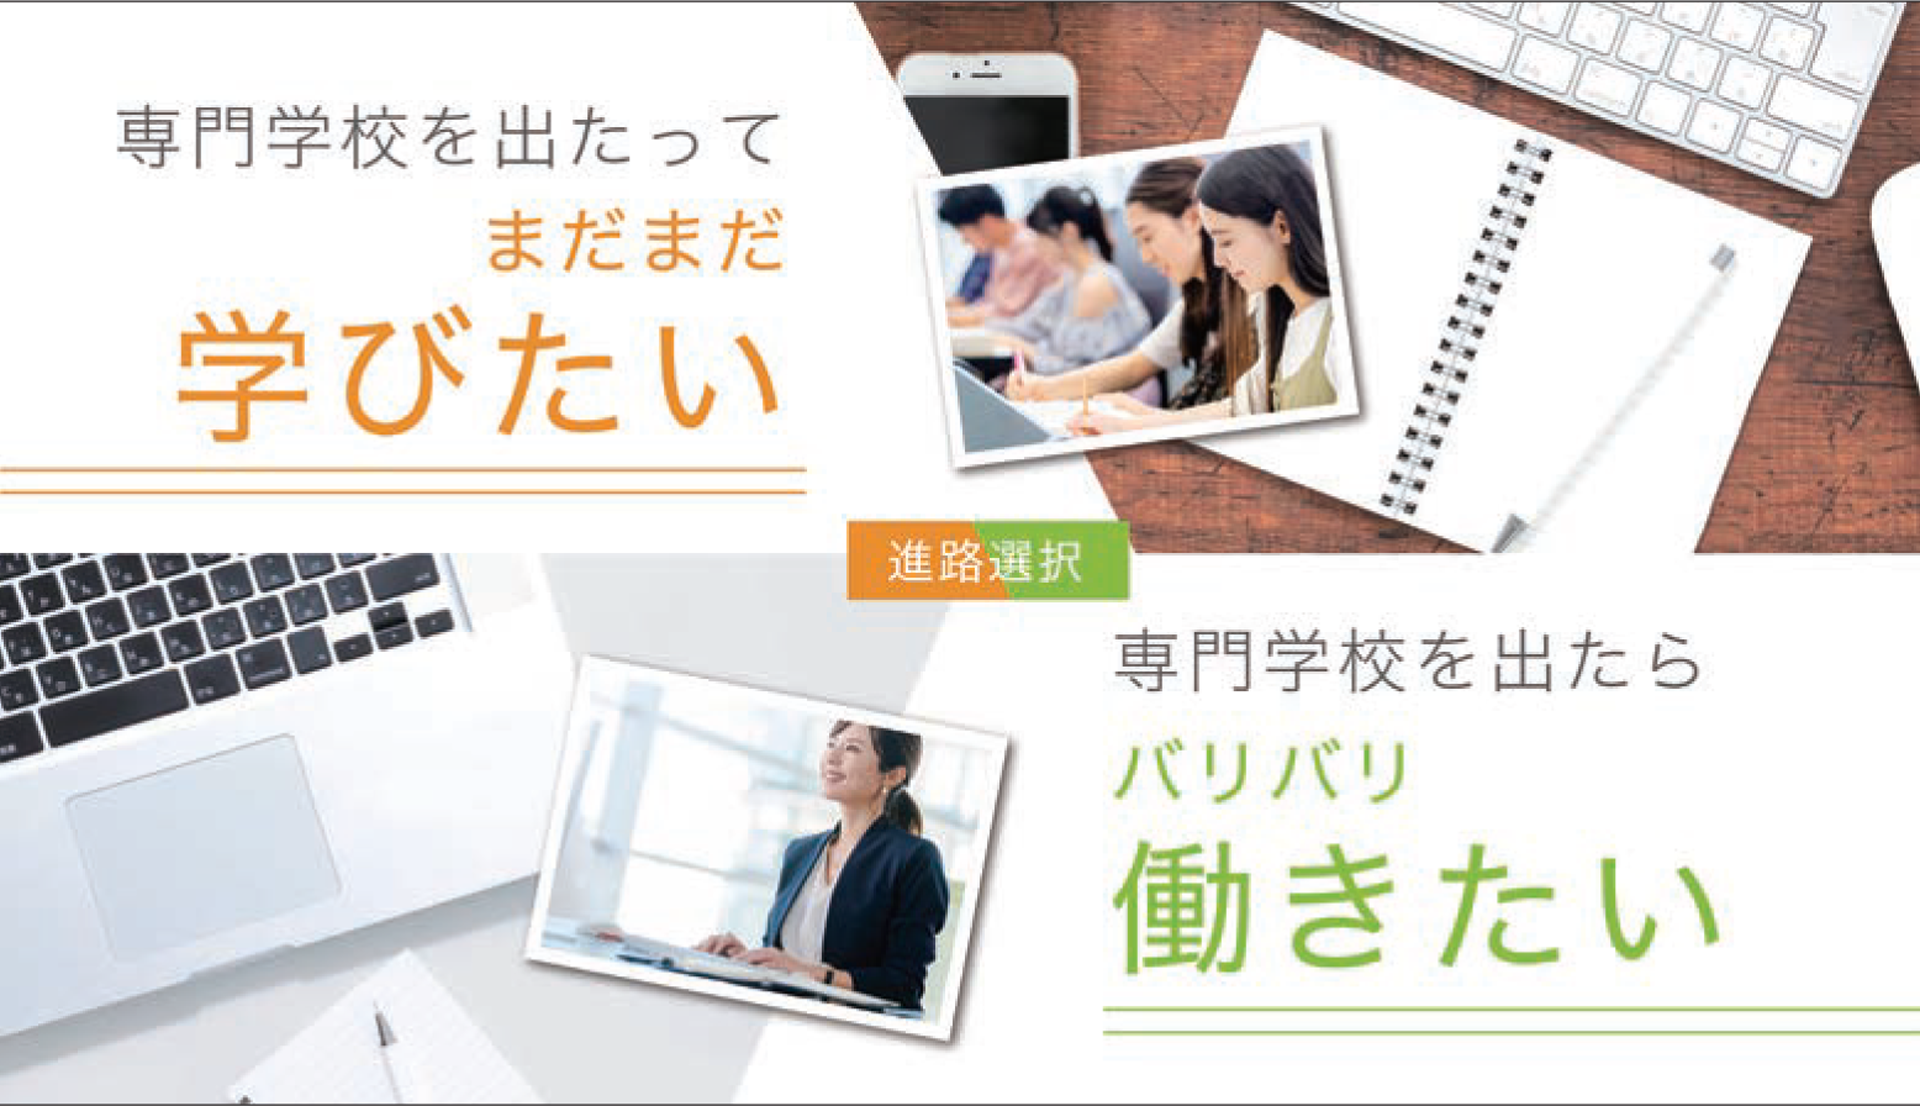 専門学校を出たって
まだまだ
学びたい
進路選択
専門学校を出たら
バリバリ
働きたい